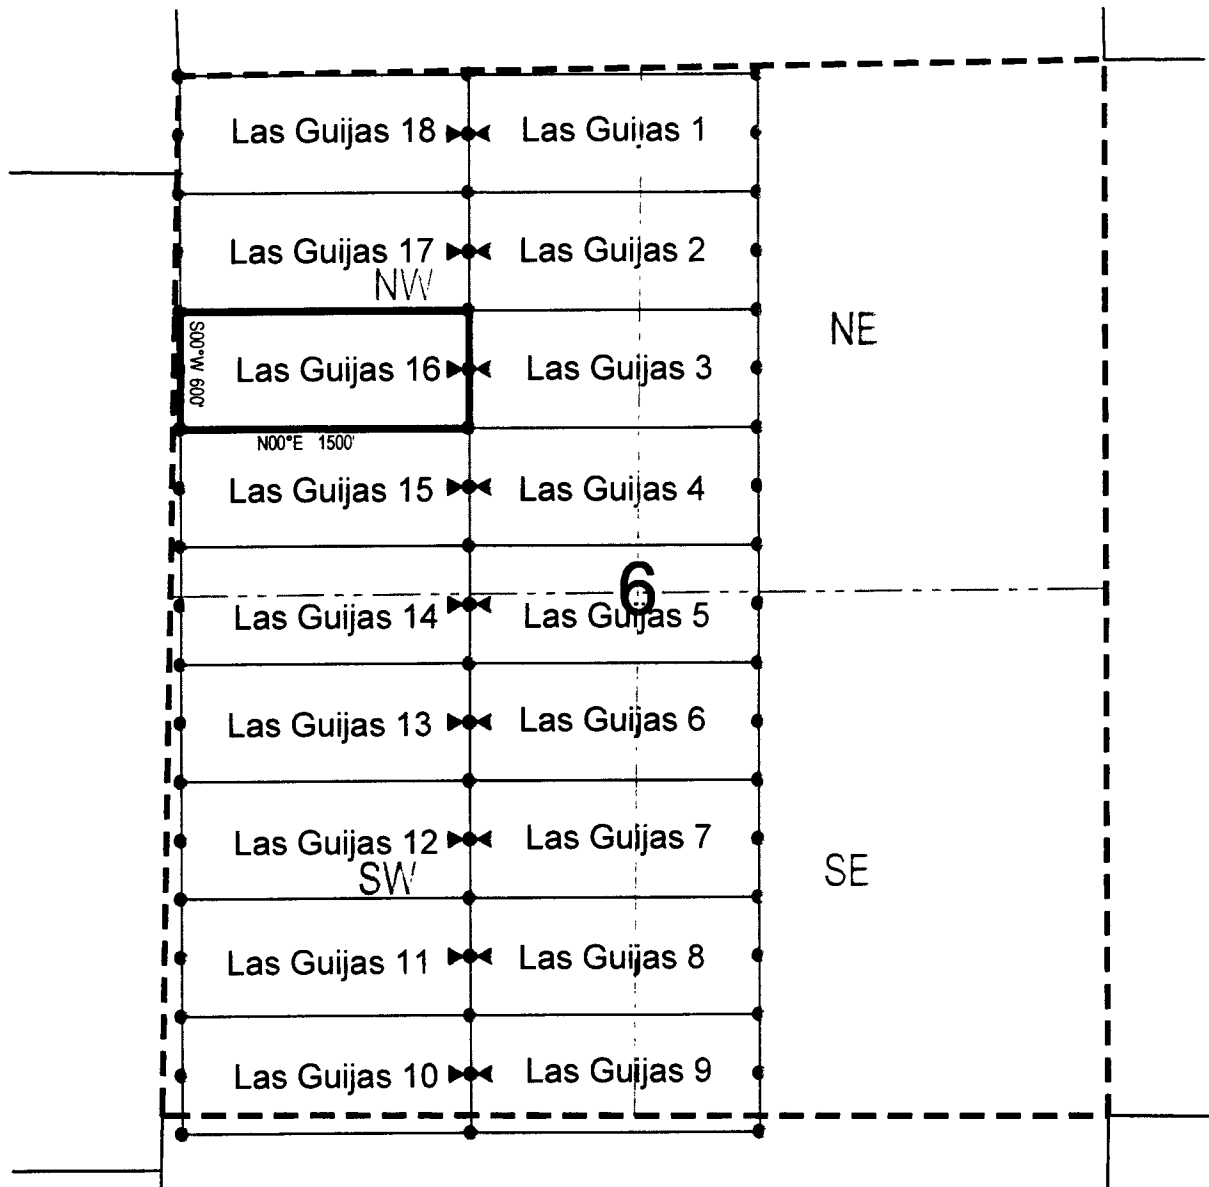 Las Guijas 18 Las Guijas 1
Las Guijas 17 Las Guijas 2
NW
NE
S00°W 600'
Las Guijas 16 Las Guijas 3
N00°E 1500'
Las Guijas 15 Las Guijas 4
6
Las Guijas 14 Las Guijas 5
Las Guijas 13 Las Guijas 6
Las Guijas 12 Las Guijas 7
SW
SE
Las Guijas 11 Las Guijas 8
Las Guijas 10 Las Guijas 9